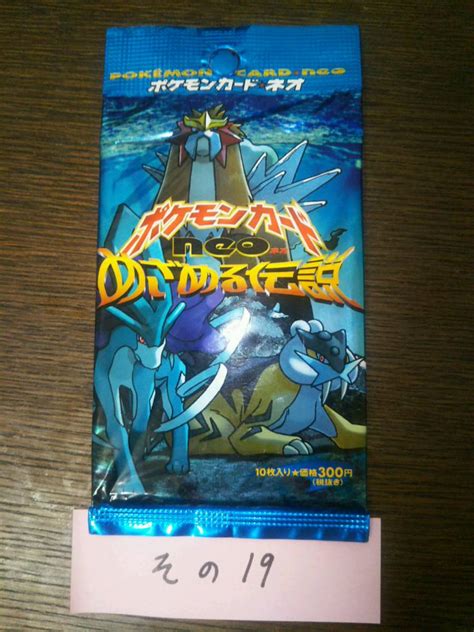 POKÉMON CARD neo
ポケモンカード★ネオ
ポケモンカード
neo ネオ
めざめる伝説
10枚入り★価格300円
(税抜き)
その19